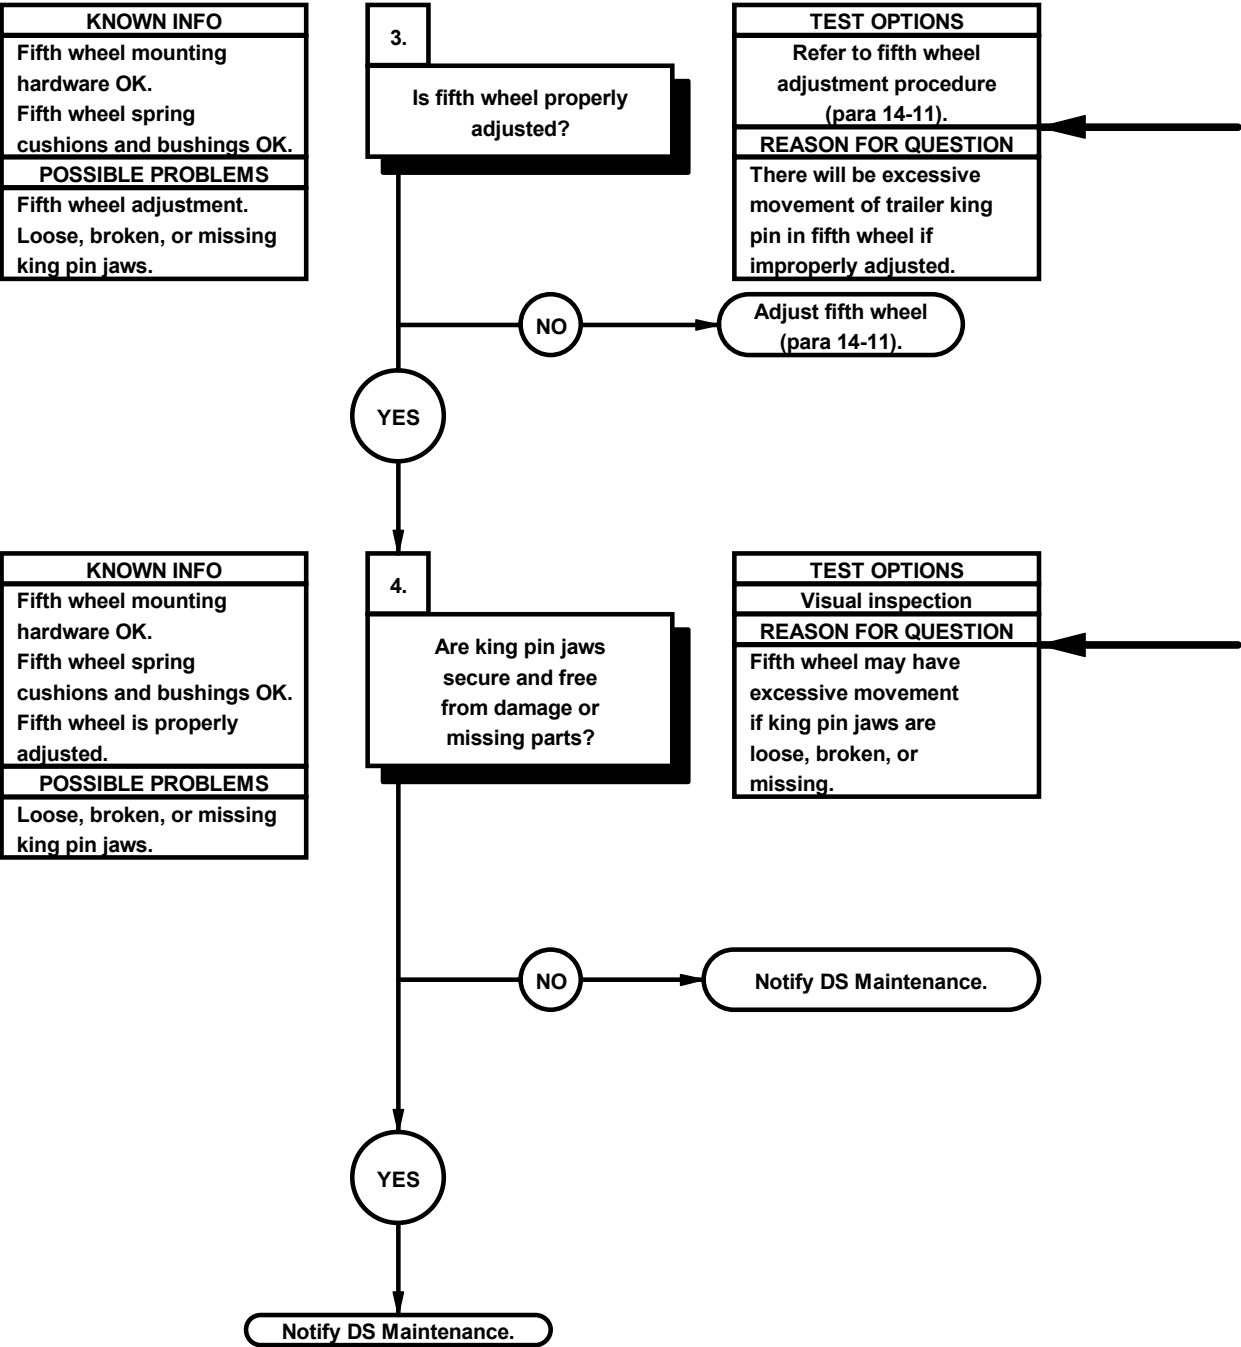 KNOWN INFO
Fifth wheel mounting
hardware OK.
Fifth wheel spring
cushions and bushings OK.
POSSIBLE PROBLEMS
Fifth wheel adjustment.
Loose, broken, or missing
king pin jaws.
3.
Is fifth wheel properly
adjusted?
TEST OPTIONS
Refer to fifth wheel
adjustment procedure
(para 14-11).
REASON FOR QUESTION
There will be excessive
movement of trailer king
pin in fifth wheel if
improperly adjusted.
NO
Adjust fifth wheel
(para 14-11).
YES
KNOWN INFO
Fifth wheel mounting
hardware OK.
Fifth wheel spring
cushions and bushings OK.
Fifth wheel is properly
adjusted.
POSSIBLE PROBLEMS
Loose, broken, or missing
king pin jaws.
4.
Are king pin jaws
secure and free
from damage or
missing parts?
TEST OPTIONS
Visual inspection
REASON FOR QUESTION
Fifth wheel may have
excessive movement
if king pin jaws are
loose, broken, or
missing.
NO
Notify DS Maintenance.
YES
Notify DS Maintenance.